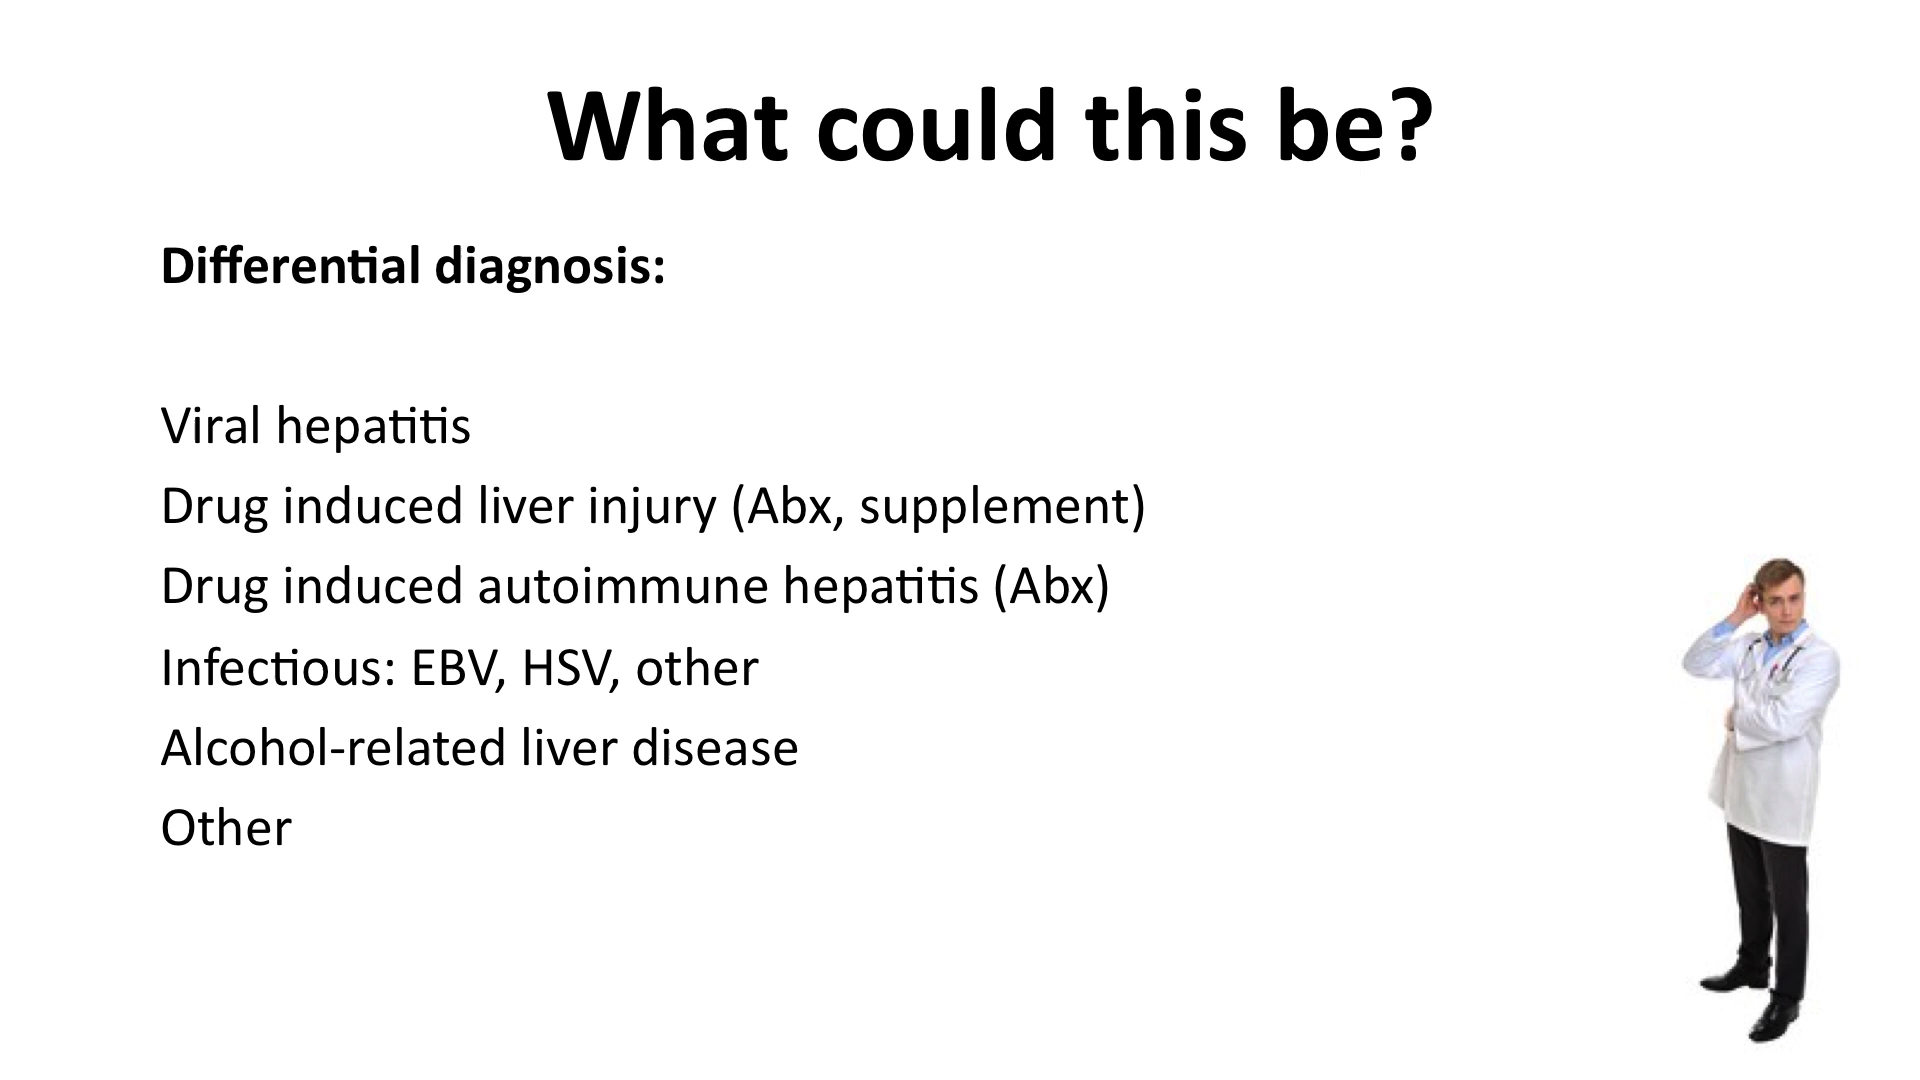 What could this be?
Differential diagnosis:
Viral hepatitis
Drug induced liver injury (Abx, supplement)
Drug induced autoimmune hepatitis (Abx)
Infectious: EBV, HSV, other
Alcohol-related liver disease
Other